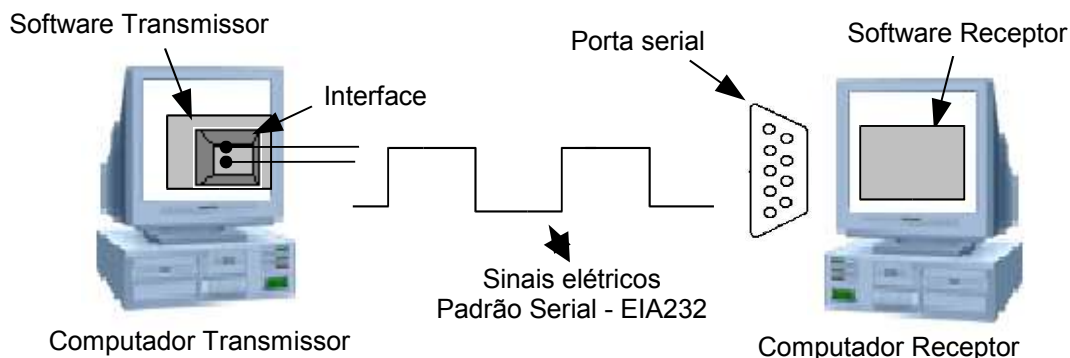 Software Transmissor
Interface
Porta serial
Software Receptor
Sinais elétricos
Padrão Serial - EIA232
Computador Transmissor
Computador Receptor